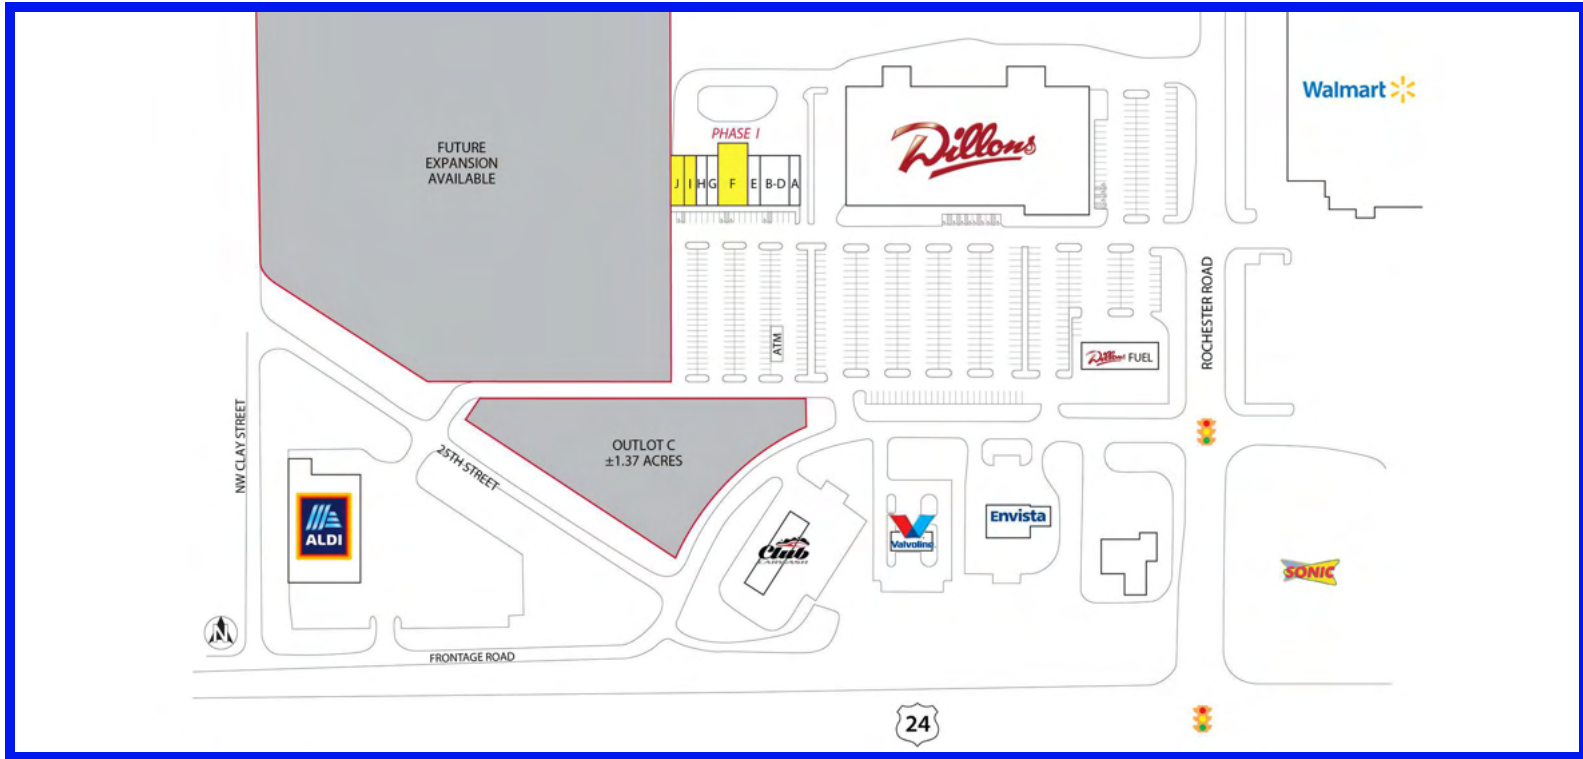 Walmart
Dillons
PHASE I
FUTURE
EXPANSION
AVAILABLE
J I H G F E B-D A
ATM
Dillons FUEL
ROCHESTER ROAD
NW CLAY STREET
25TH STREET
OUTLOT C
±1.37 ACRES
ALDI
Club
CARWASH
Valvoline
Envista
SONIC
N
FRONTAGE ROAD
24